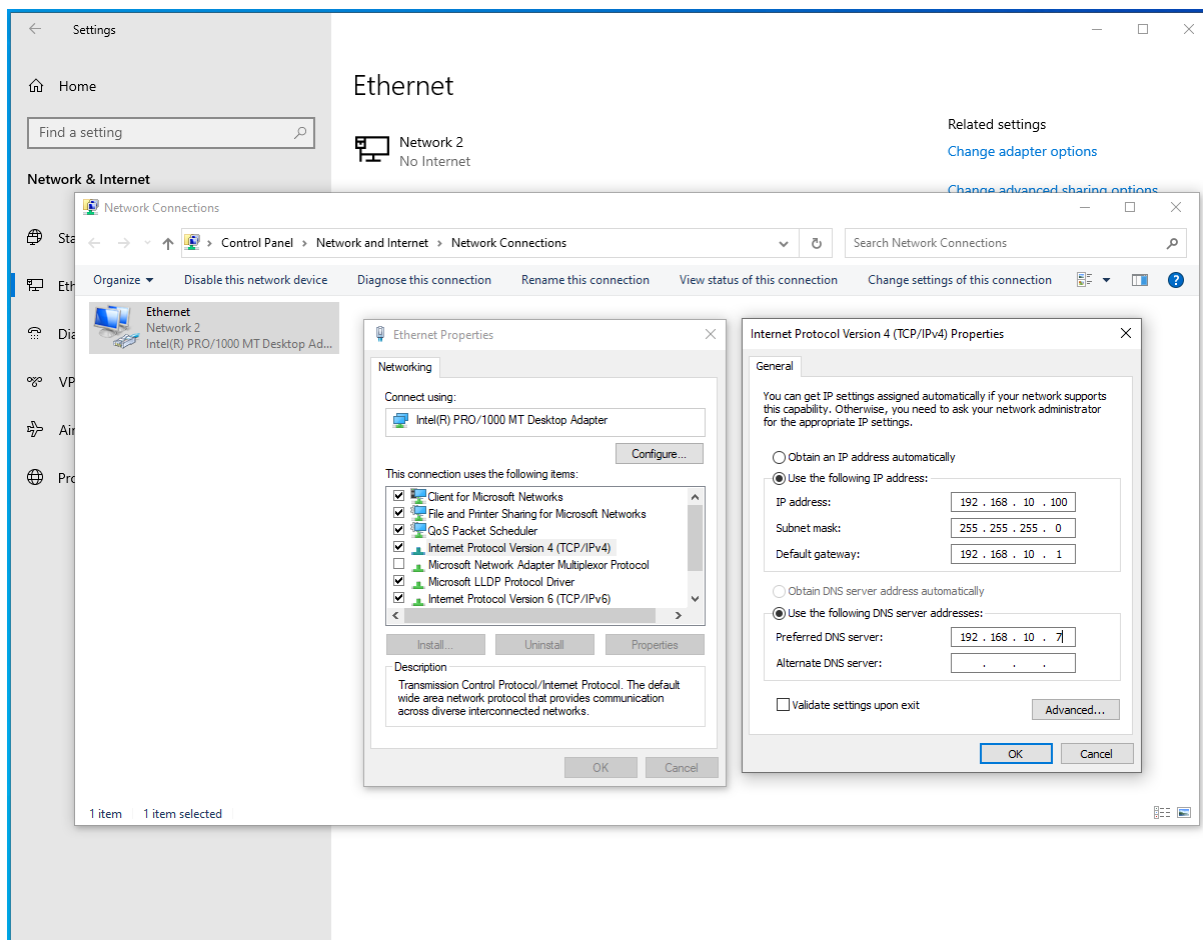 Settings
Home
Find a setting
Network & Internet
Ethernet
Network 2
No Internet
Related settings
Change adapter options
Change advanced sharing options
Network Connections
Control Panel > Network and Internet > Network Connections
Search Network Connections
Organize
Disable this network device
Diagnose this connection
Rename this connection
View status of this connection
Change settings of this connection
Ethernet
Network 2
Intel(R) PRO/1000 MT Desktop Ad...
Ethernet Properties
Networking
Connect using:
Intel(R) PRO/1000 MT Desktop Adapter
Configure...
This connection uses the following items:
Client for Microsoft Networks
File and Printer Sharing for Microsoft Networks
QoS Packet Scheduler
Internet Protocol Version 4 (TCP/IPv4)
Microsoft Network Adapter Multiplexor Protocol
Microsoft LLDP Protocol Driver
Internet Protocol Version 6 (TCP/IPv6)
Install...
Uninstall
Properties
Description
Transmission Control Protocol/Internet Protocol. The default
wide area network protocol that provides communication
across diverse interconnected networks.
OK
Cancel
Internet Protocol Version 4 (TCP/IPv4) Properties
General
You can get IP settings assigned automatically if your network supports
this capability. Otherwise, you need to ask your network administrator
for the appropriate IP settings.
Obtain an IP address automatically
Use the following IP address:
IP address: 192 . 168 . 10 . 100
Subnet mask: 255 . 255 . 255 . 0
Default gateway: 192 . 168 . 10 . 1
Obtain DNS server address automatically
Use the following DNS server addresses:
Preferred DNS server: 192 . 168 . 10 . 7
Alternate DNS server: . . .
Validate settings upon exit
Advanced...
OK
Cancel
1 item
1 item selected